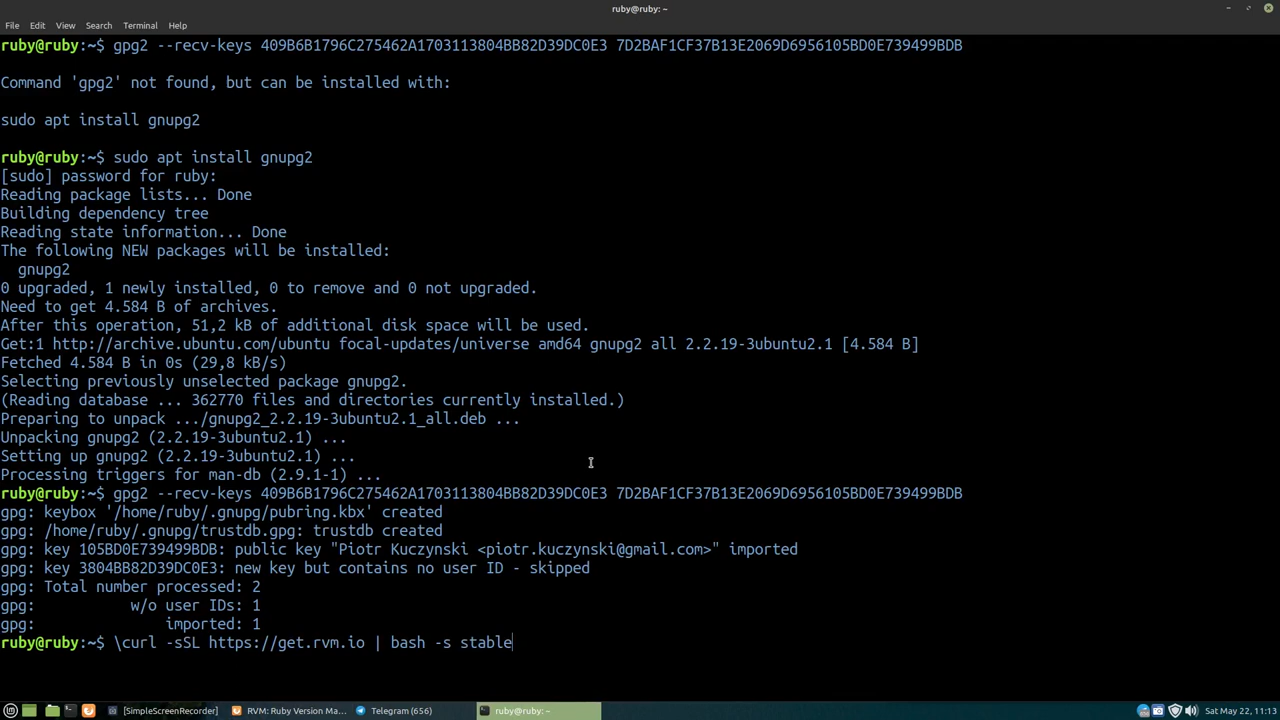 ruby@ruby: ~
File Edit View Search Terminal Help
ruby@ruby:~$ gpg2 --recv-keys 409B6B1796C275462A1703113804BB82D39DC0E3 7D2BAF1CF37B13E2069D6956105BD0E739499BDB
Command 'gpg2' not found, but can be installed with:
sudo apt install gnupg2
ruby@ruby:~$ sudo apt install gnupg2
[sudo] password for ruby:
Reading package lists... Done
Building dependency tree
Reading state information... Done
The following NEW packages will be installed:
  gnupg2
0 upgraded, 1 newly installed, 0 to remove and 0 not upgraded.
Need to get 4.584 B of archives.
After this operation, 51,2 kB of additional disk space will be used.
Get:1 http://archive.ubuntu.com/ubuntu focal-updates/universe amd64 gnupg2 all 2.2.19-3ubuntu2.1 [4.584 B]
Fetched 4.584 B in 0s (29,8 kB/s)
Selecting previously unselected package gnupg2.
(Reading database ... 362770 files and directories currently installed.)
Preparing to unpack .../gnupg2_2.2.19-3ubuntu2.1_all.deb ...
Unpacking gnupg2 (2.2.19-3ubuntu2.1) ...
Setting up gnupg2 (2.2.19-3ubuntu2.1) ...
Processing triggers for man-db (2.9.1-1) ...
ruby@ruby:~$ gpg2 --recv-keys 409B6B1796C275462A1703113804BB82D39DC0E3 7D2BAF1CF37B13E2069D6956105BD0E739499BDB
gpg: keybox '/home/ruby/.gnupg/pubring.kbx' created
gpg: /home/ruby/.gnupg/trustdb.gpg: trustdb created
gpg: key 105BD0E739499BDB: public key "Piotr Kuczynski <piotr.kuczynski@gmail.com>" imported
gpg: key 3804BB82D39DC0E3: new key but contains no user ID - skipped
gpg: Total number processed: 2
gpg:           w/o user IDs: 1
gpg:               imported: 1
ruby@ruby:~$ \curl -sSL https://get.rvm.io | bash -s stable
[SimpleScreenRecorder] RVM: Ruby Version Ma... Telegram (656) ruby@ruby: ~ Sat May 22, 11:13